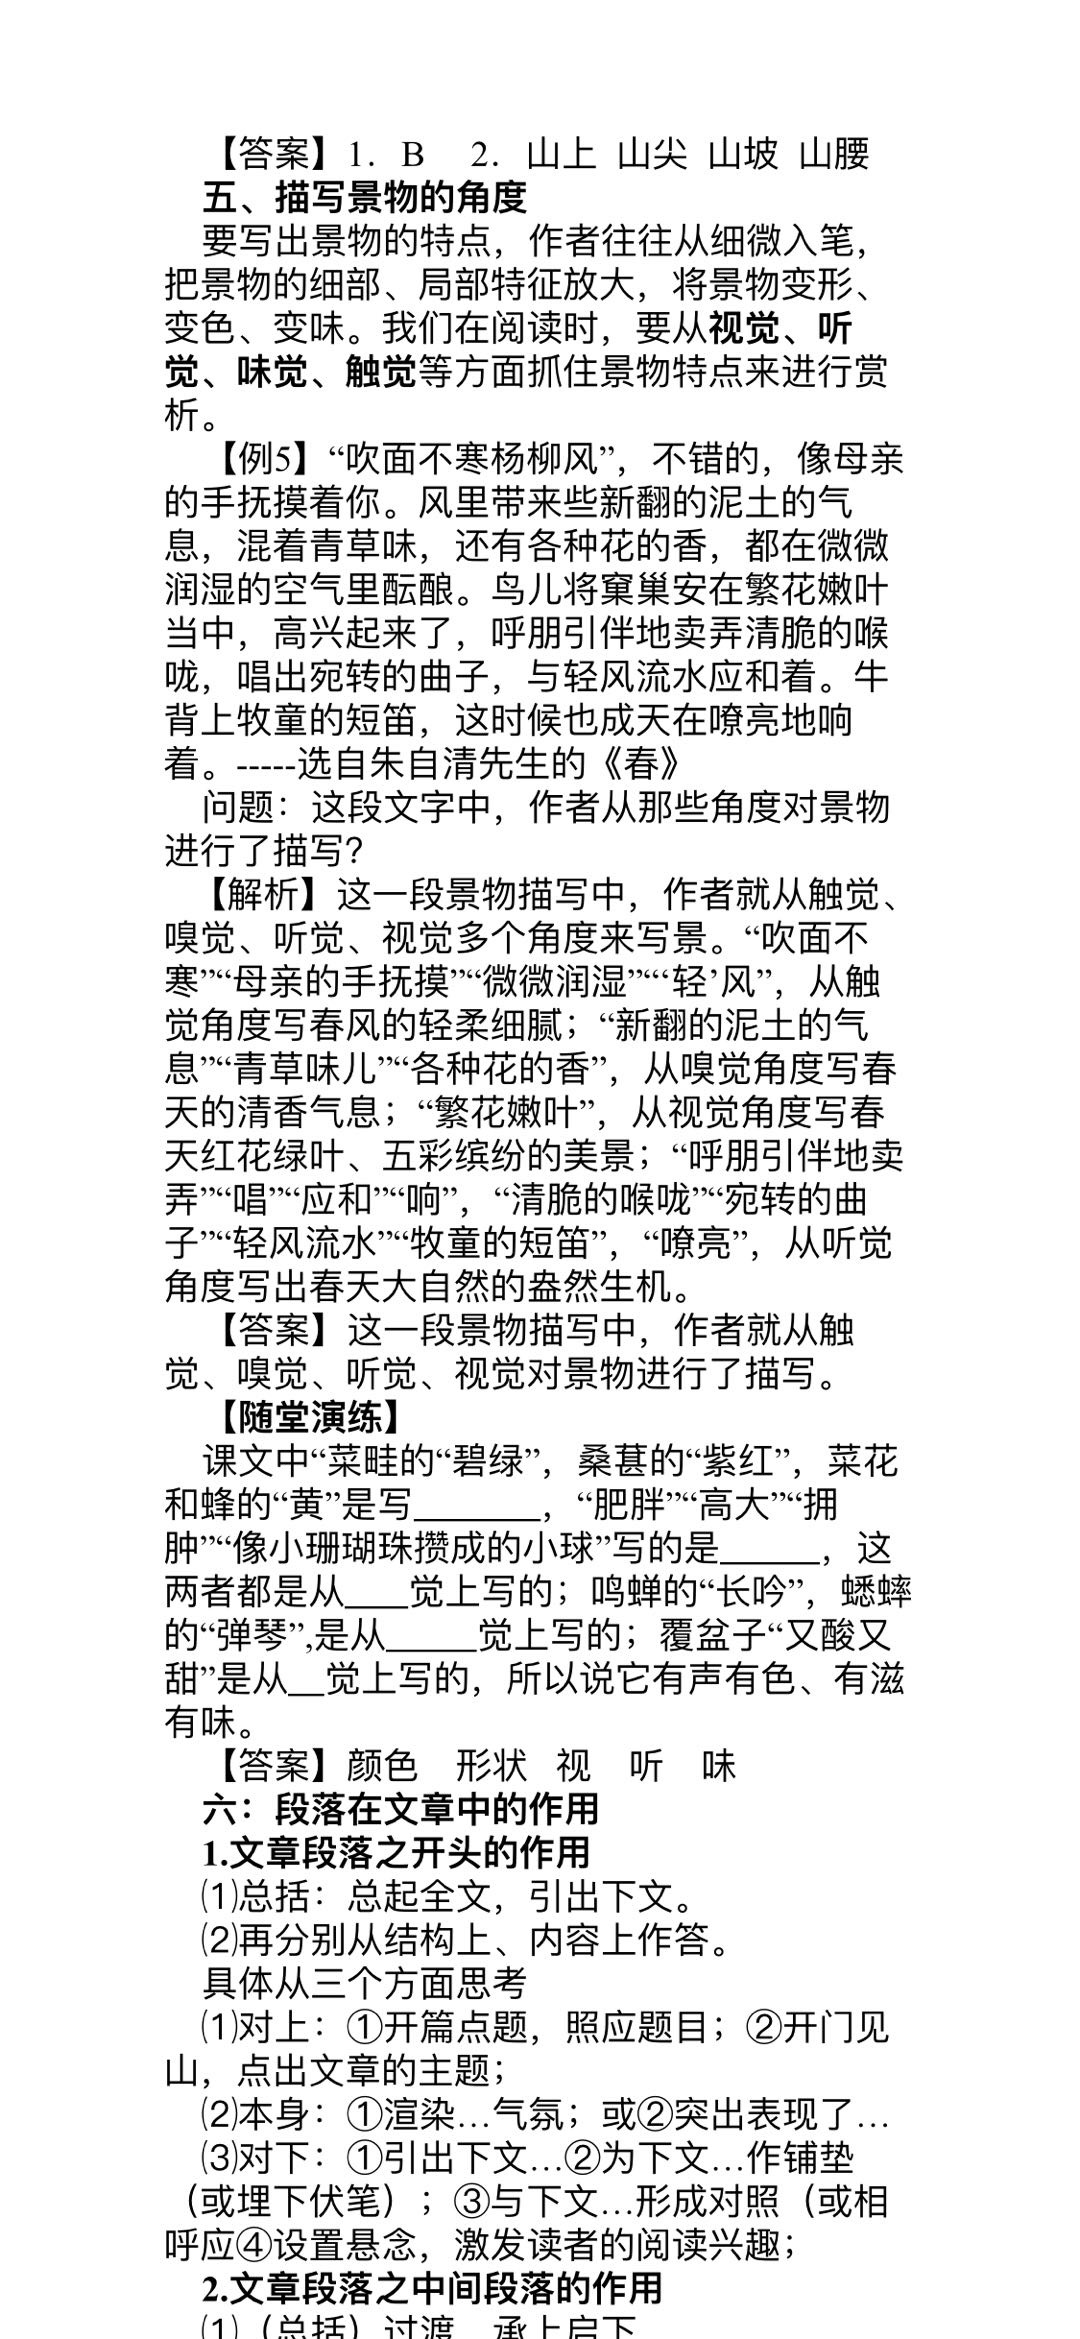 【答案】1．B 2．山上 山尖 山坡 山腰
五、描写景物的角度
要写出景物的特点，作者往往从细微入笔，
把景物的细部、局部特征放大，将景物变形、
变色、变味。我们在阅读时，要从视觉、听
觉、味觉、触觉等方面抓住景物特点来进行赏
析。
【例5】“吹面不寒杨柳风”，不错的，像母亲
的手抚摸着你。风里带来些新翻的泥土的气
息，混着青草味，还有各种花的香，都在微微
润湿的空气里酝酿。鸟儿将窠巢安在繁花嫩叶
当中，高兴起来了，呼朋引伴地卖弄清脆的喉
咙，唱出宛转的曲子，与轻风流水应和着。牛
背上牧童的短笛，这时候也成天在嘹亮地响
着。-----选自朱自清先生的《春》
问题：这段文字中，作者从那些角度对景物
进行了描写？
【解析】这一段景物描写中，作者就从触觉、
嗅觉、听觉、视觉多个角度来写景。“吹面不
寒”“母亲的手抚摸”“微微润湿”“‘轻’风”，从触
觉角度写春风的轻柔细腻；“新翻的泥土的气
息”“青草味儿”“各种花的香”，从嗅觉角度写春
天的清香气息；“繁花嫩叶”，从视觉角度写春
天红花绿叶、五彩缤纷的美景；“呼朋引伴地卖
弄”“唱”“应和”“响”，“清脆的喉咙”“宛转的曲
子”“轻风流水”“牧童的短笛”，“嘹亮”，从听觉
角度写出春天大自然的盎然生机。
【答案】这一段景物描写中，作者就从触
觉、嗅觉、听觉、视觉对景物进行了描写。
【随堂演练】
课文中“菜畦的“碧绿”，桑葚的“紫红”，菜花
和蜂的“黄”是写_______，“肥胖”“高大”“拥
肿”“像小珊瑚珠攒成的小球”写的是______，这
两者都是从____觉上写的；鸣蝉的“长吟”，蟋蟀
的“弹琴”,是从_____觉上写的；覆盆子“又酸又
甜”是从__觉上写的，所以说它有声有色、有滋
有味。
【答案】颜色 形状 视 听 味
六：段落在文章中的作用
1.文章段落之开头的作用
⑴总括：总起全文，引出下文。
⑵再分别从结构上、内容上作答。
具体从三个方面思考
⑴对上：①开篇点题，照应题目；②开门见
山，点出文章的主题；
⑵本身：①渲染…气氛；或②突出表现了…
⑶对下：①引出下文…②为下文…作铺垫
（或埋下伏笔）；③与下文…形成对照（或相
呼应④设置悬念，激发读者的阅读兴趣；
2.文章段落之中间段落的作用
⑴（总括）过渡，承上启下